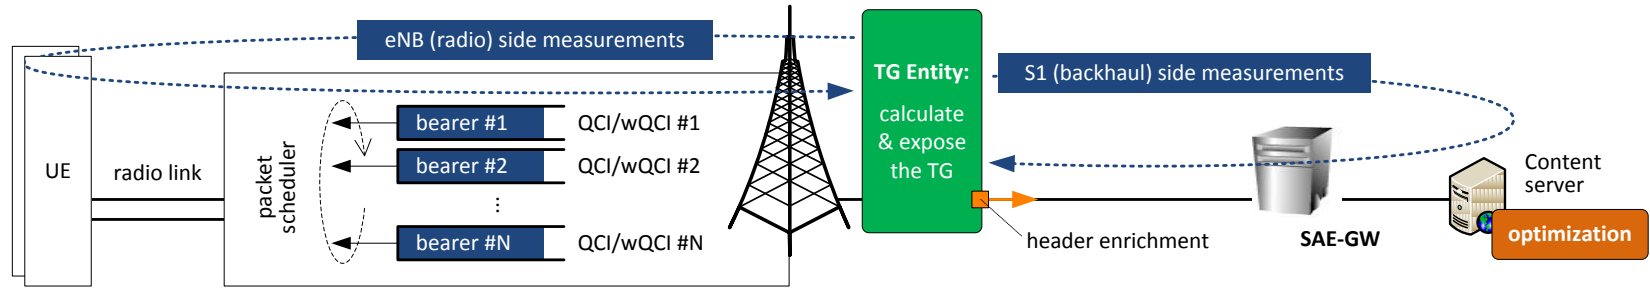 eNB (radio) side measurements
TG Entity:
calculate
& expose
the TG
S1 (backhaul) side measurements
UE
radio link
packet
scheduler
bearer #1
QCI/wQCI #1
bearer #2
QCI/wQCI #2
...
bearer #N
QCI/wQCI #N
header enrichment
SAE-GW
Content
server
optimization